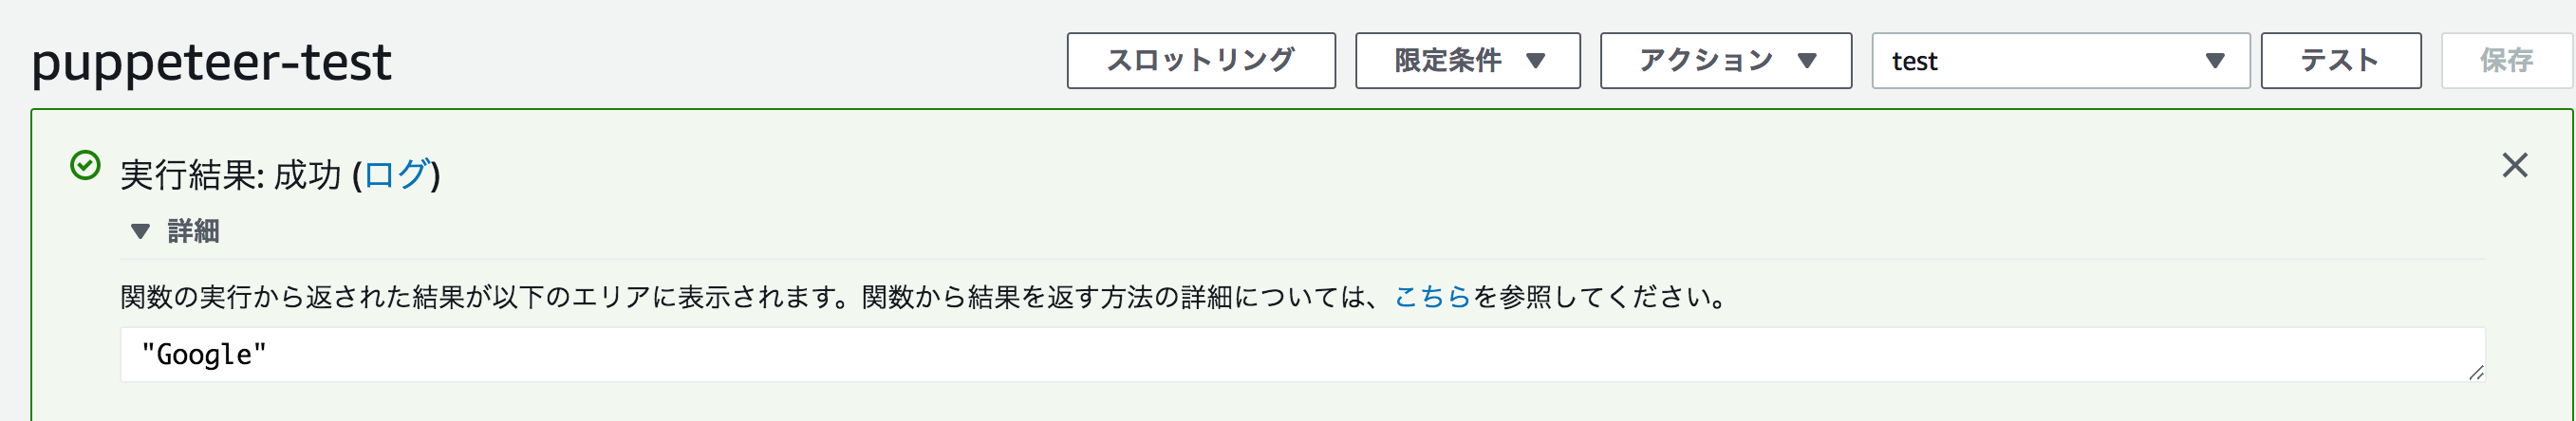 puppeteer-test
スロットリング
限定条件
アクション
test
テスト
保存
実行結果: 成功 (ログ)
詳細
関数の実行から返された結果が以下のエリアに表示されます。関数から結果を返す方法の詳細については、こちらを参照してください。
"Google"